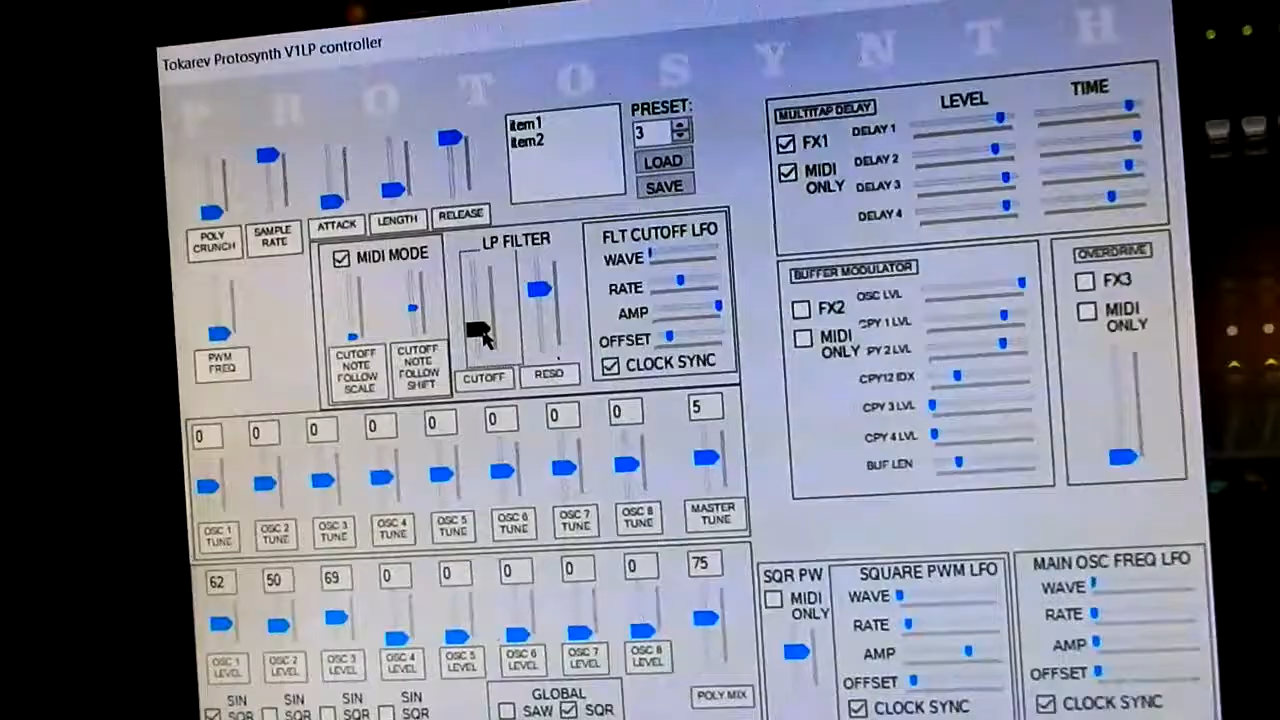 Tokarev Protosynth V1LP controller
P R O T O S Y N T H
item1
item2
PRESET:
3
LOAD
SAVE
POLY
CRUNCH
SAMPLE
RATE
ATTACK
LENGTH
RELEASE
PWM
FREQ
MIDI MODE
CUTOFF
NOTE
FOLLOW
SCALE
CUTOFF
NOTE
FOLLOW
SHIFT
LP FILTER
CUTOFF
RESO
FLT CUTOFF LFO
WAVE
RATE
AMP
OFFSET
CLOCK SYNC
MULTITAP DELAY
LEVEL
TIME
FX1
MIDI
ONLY
DELAY 1
DELAY 2
DELAY 3
DELAY 4
BUFFER MODULATOR
FX2
MIDI
ONLY
OSC LVL
CPY 1 LVL
PY 2 LVL
CPY12 IDX
CPY 3 LVL
CPY 4 LVL
BUF LEN
OVERDRIVE
FX3
MIDI
ONLY
0 0 0 0 0 0 0 0 5
OSC 1
TUNE
OSC 2
TUNE
OSC 3
TUNE
OSC 4
TUNE
OSC 5
TUNE
OSC 6
TUNE
OSC 7
TUNE
OSC 8
TUNE
MASTER
TUNE
62 50 69 0 0 0 0 0 75
OSC 1
LEVEL
OSC 2
LEVEL
OSC 3
LEVEL
OSC 4
LEVEL
OSC 5
LEVEL
OSC 6
LEVEL
OSC 7
LEVEL
OSC 8
LEVEL
POLY MIX
SIN
SQR
SIN
SQR
SIN
SQR
SIN
SQR
GLOBAL
SAW SQR
SQR PW
MIDI
ONLY
SQUARE PWM LFO
WAVE
RATE
AMP
OFFSET
CLOCK SYNC
MAIN OSC FREQ LFO
WAVE
RATE
AMP
OFFSET
CLOCK SYNC